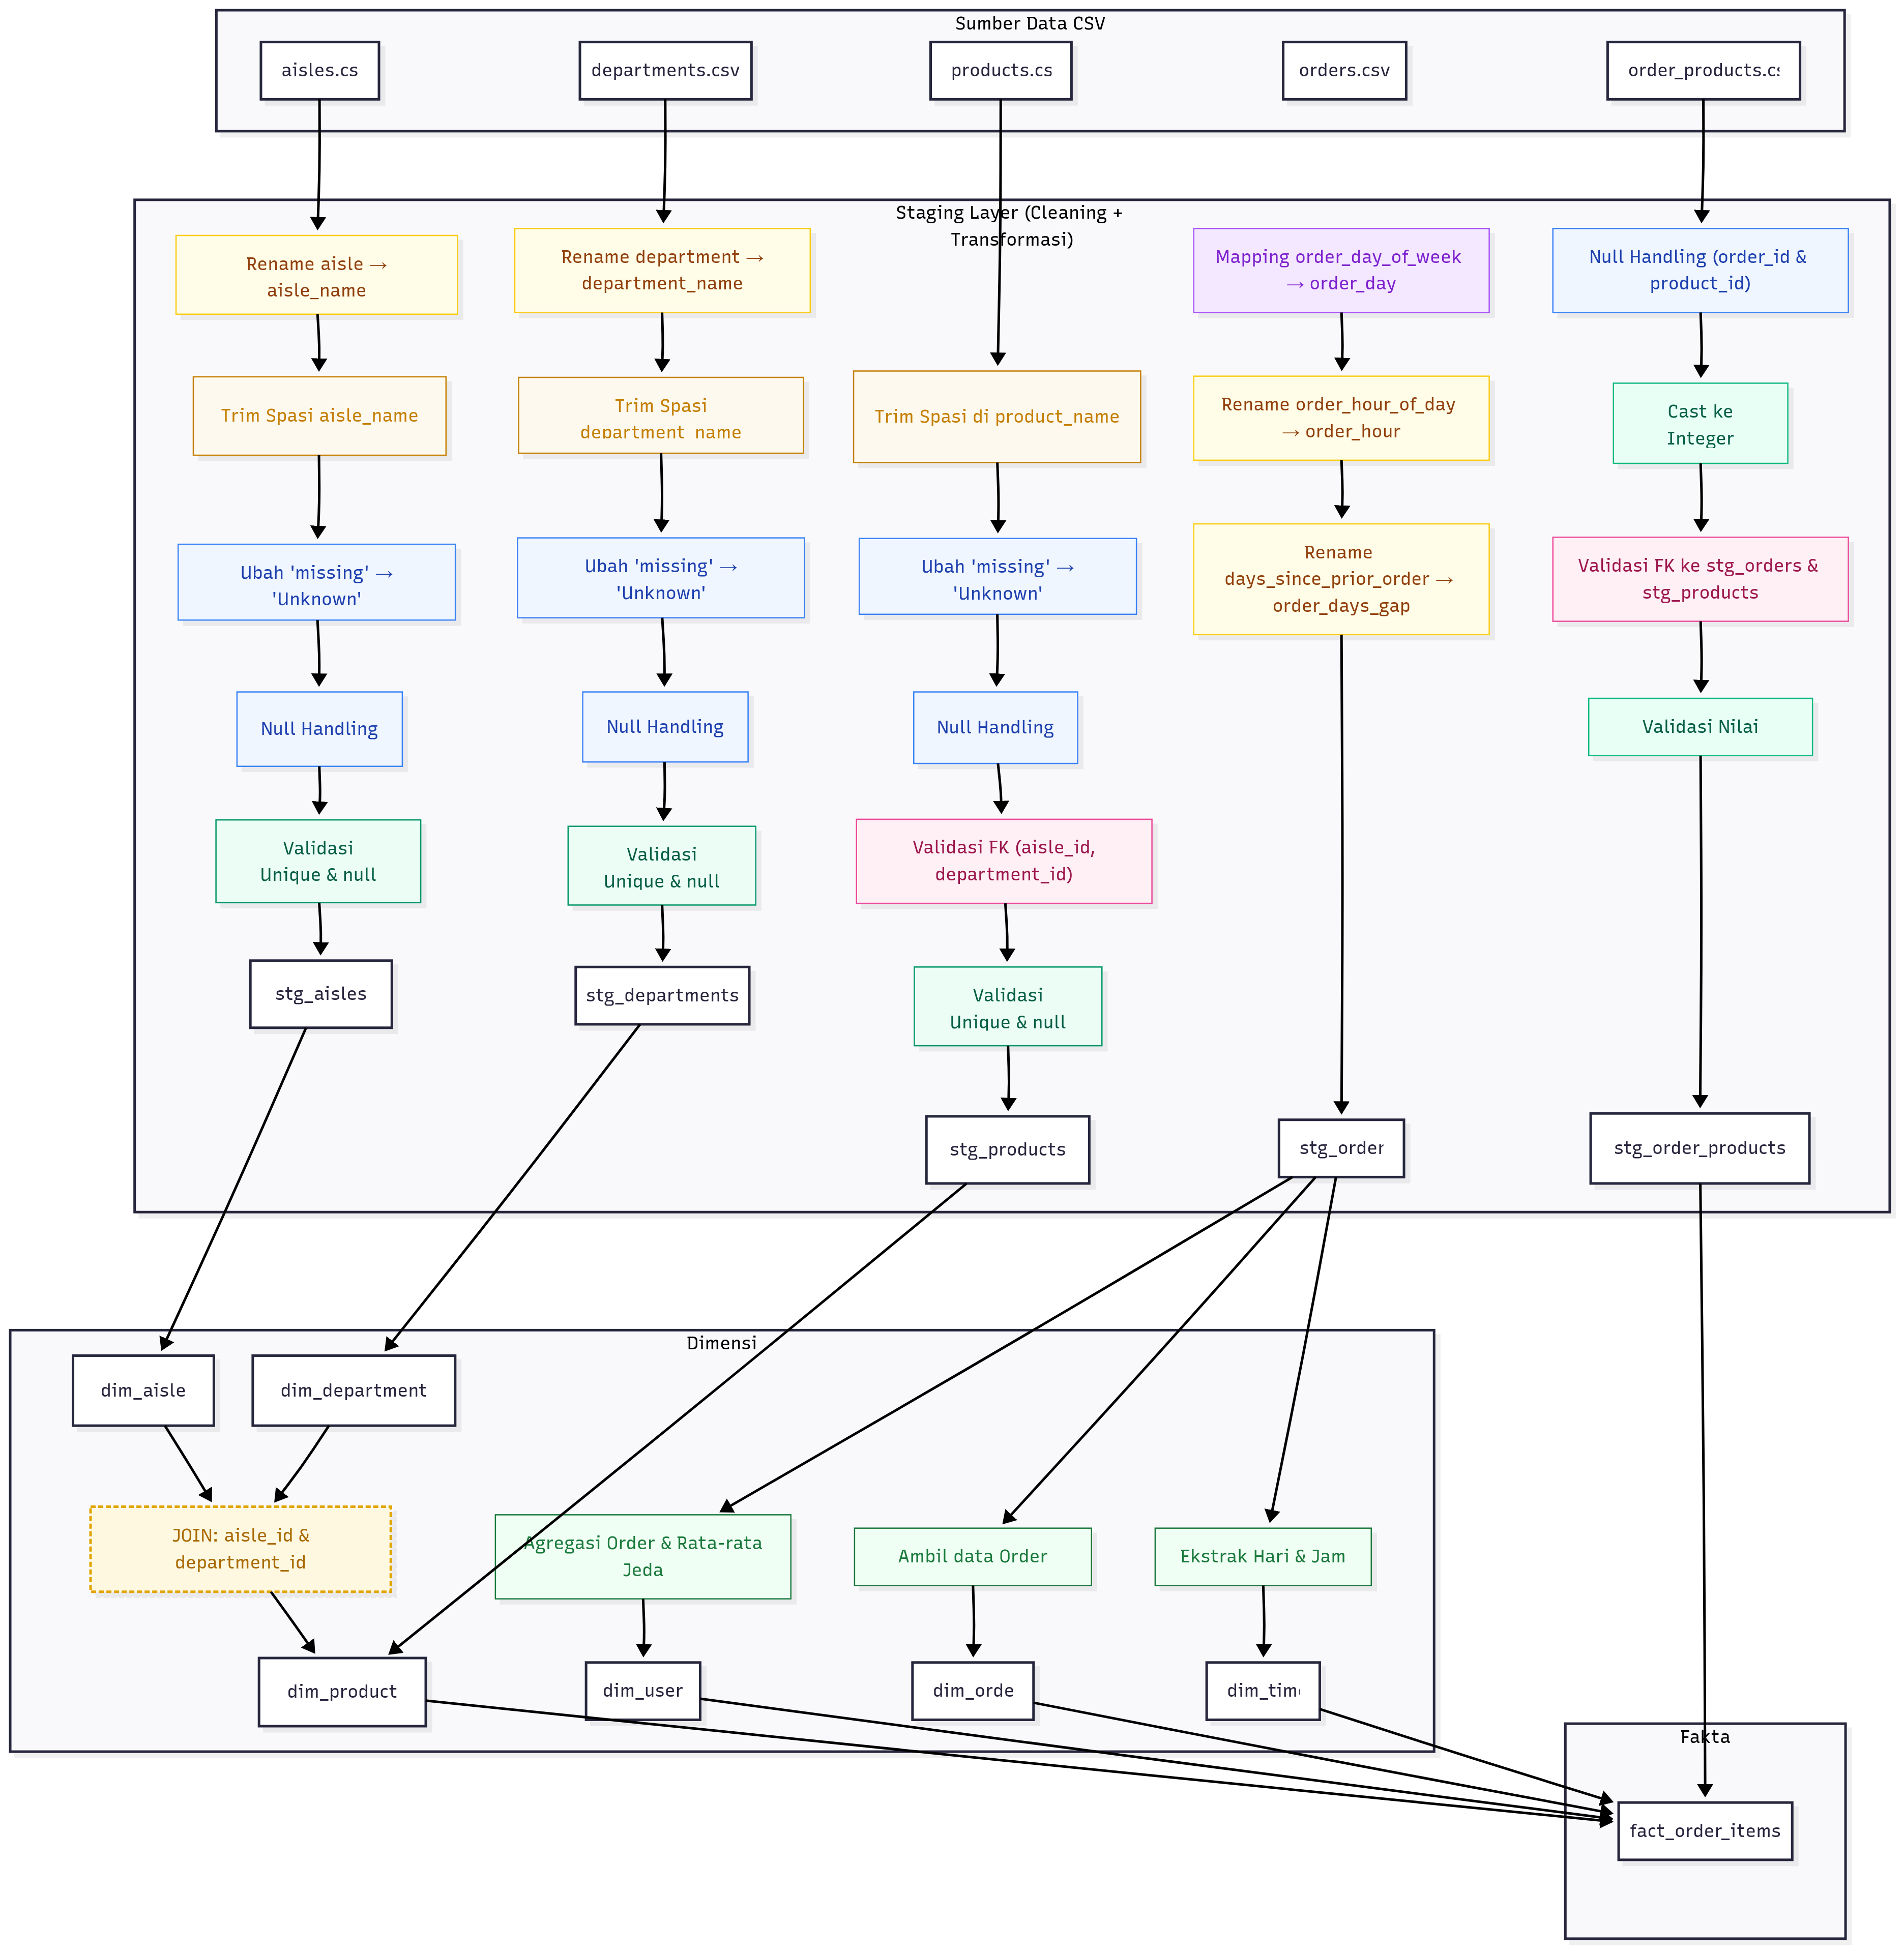 Sumber Data CSV
aisles.cs
departments.csv
products.cs
orders.csv
order_products.cs
Staging Layer (Cleaning +
Transformasi)
Rename aisle →
aisle_name
Rename department →
department_name
Mapping order_day_of_week
→ order_day
Null Handling (order_id &
product_id)
Trim Spasi aisle_name
Trim Spasi
department_name
Trim Spasi di product_name
Rename order_hour_of_day
→ order_hour
Cast ke
Integer
Ubah 'missing' →
'Unknown'
Ubah 'missing' →
'Unknown'
Ubah 'missing' →
'Unknown'
Rename
days_since_prior_order →
order_days_gap
Validasi FK ke stg_orders &
stg_products
Null Handling
Null Handling
Null Handling
Validasi Nilai
Validasi
Unique & null
Validasi
Unique & null
Validasi FK (aisle_id,
department_id)
stg_aisles
stg_departments
Validasi
Unique & null
stg_products
stg_order
stg_order_products
Dimensi
dim_aisle
dim_department
JOIN: aisle_id &
department_id
Agregasi Order & Rata-rata
Jeda
Ambil data Order
Ekstrak Hari & Jam
dim_product
dim_user
dim_orde
dim_time
Fakta
fact_order_items